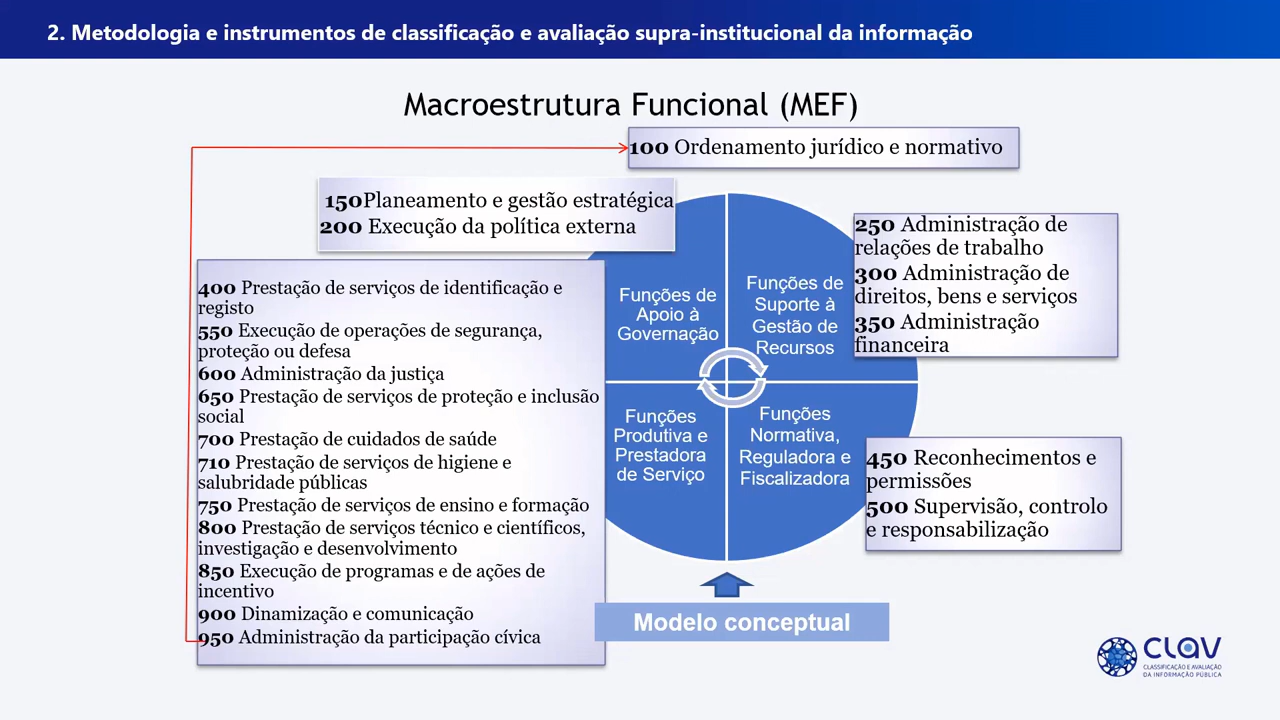 2. Metodologia e instrumentos de classificação e avaliação supra-institucional da informação
Macroestrutura Funcional (MEF)
100 Ordenamento jurídico e normativo
150Planeamento e gestão estratégica
200 Execução da política externa
250 Administração de
relações de trabalho
300 Administração de
direitos, bens e serviços
350 Administração
financeira
400 Prestação de serviços de identificação e
registo
550 Execução de operações de segurança,
proteção ou defesa
600 Administração da justiça
650 Prestação de serviços de proteção e inclusão
social
700 Prestação de cuidados de saúde
710 Prestação de serviços de higiene e
salubridade públicas
750 Prestação de serviços de ensino e formação
800 Prestação de serviços técnico e científicos,
investigação e desenvolvimento
850 Execução de programas e de ações de
incentivo
900 Dinamização e comunicação
950 Administração da participação cívica
Funções de
Apoio à
Governação
Funções de
Suporte à
Gestão de
Recursos
Funções
Produtiva e
Prestadora
de Serviço
Funções
Normativa,
Reguladora e
Fiscalizadora
450 Reconhecimentos e
permissões
500 Supervisão, controlo
e responsabilização
Modelo conceptual
CLAV
CLASSIFICAÇÃO E AVALIAÇÃO
DA INFORMAÇÃO PÚBLICA